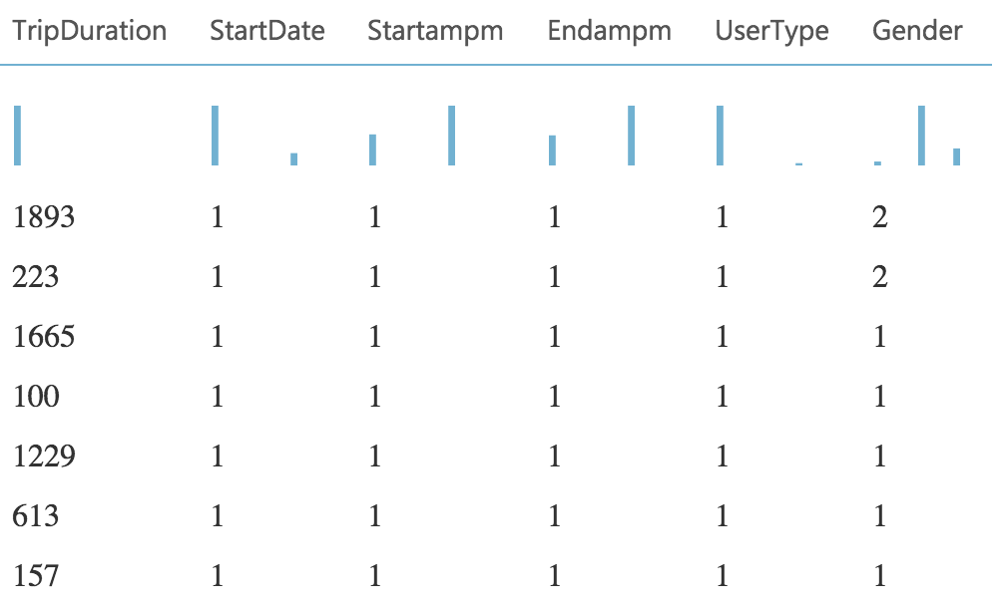 TripDuration StartDate Startampm Endampm UserType Gender
1893 1 1 1 1 2
223 1 1 1 1 2
1665 1 1 1 1 1
100 1 1 1 1 1
1229 1 1 1 1 1
613 1 1 1 1 1
157 1 1 1 1 1